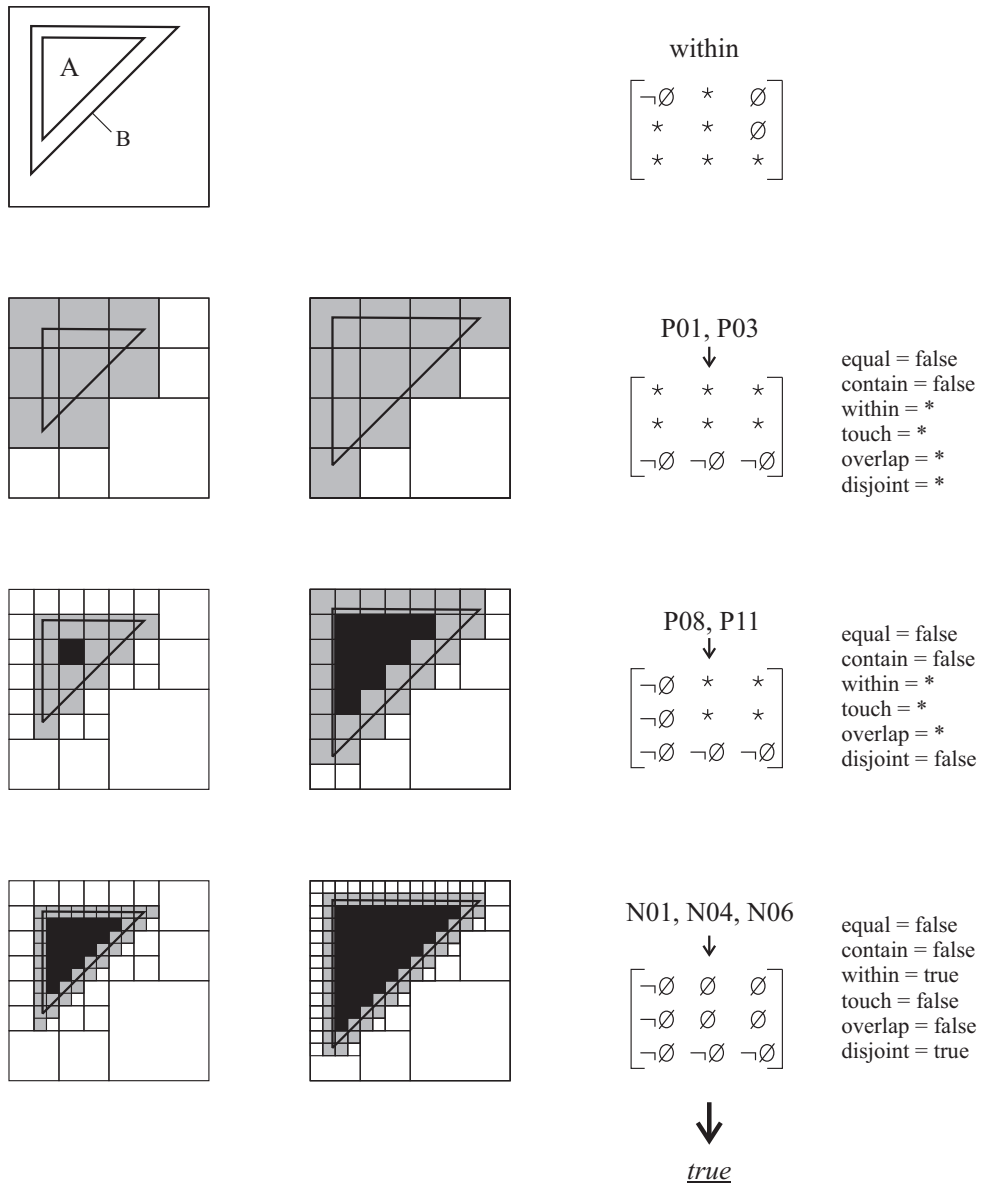 A
B
within
¬∅ * ∅
* * ∅
* * *
P01, P03
↓
* * *
* * *
¬∅ ¬∅ ¬∅
equal = false
contain = false
within = *
touch = *
overlap = *
disjoint = *
P08, P11
↓
¬∅ * *
¬∅ * *
¬∅ ¬∅ ¬∅
equal = false
contain = false
within = *
touch = *
overlap = *
disjoint = false
N01, N04, N06
↓
¬∅ ∅ ∅
¬∅ ∅ ∅
¬∅ ¬∅ ¬∅
equal = false
contain = false
within = true
touch = false
overlap = false
disjoint = true
↓
true